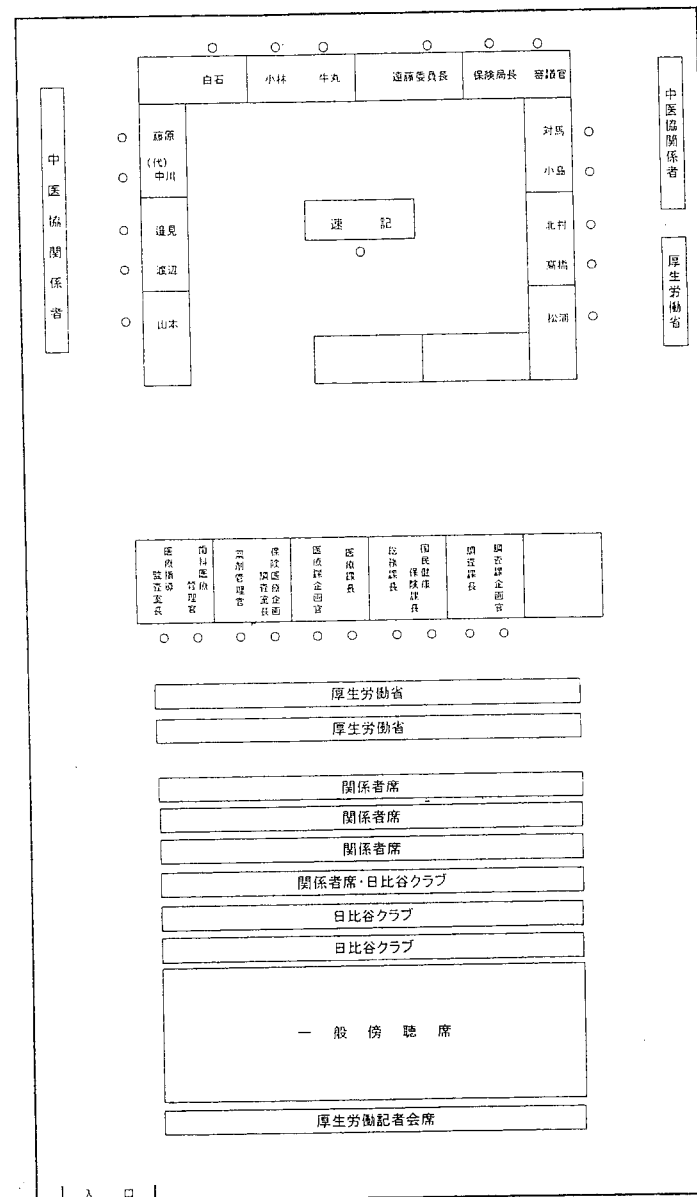 白石 小林 牛丸 遠藤委員長 保険局長 審議官
中医協関係者
藤原
(代)
中川
邉見
渡辺
山本
速 記
対馬
小島
北村
高橋
松浦
中医協関係者
厚生労働省
医療指導監査室長
歯科医療管理官
薬剤管理官
保険医療企画調査室長
医療課企画官
医療課長
総務課長
国民健康保険課長
調査課長
調査課企画官
厚生労働省
厚生労働省
関係者席
関係者席
関係者席
関係者席・日比谷クラブ
日比谷クラブ
日比谷クラブ
一 般 傍 聴 席
厚生労働記者会席
入 口